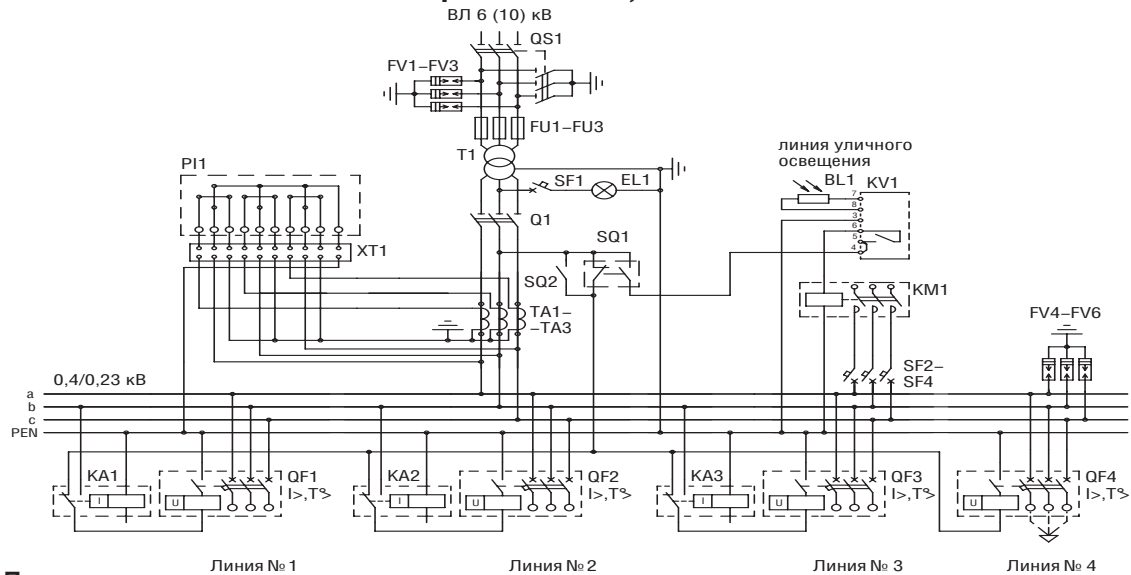 ВЛ 6 (10) кВ
QS1
FV1–FV3
FU1–FU3
T1
PI1
SF1
EL1
линия уличного
освещения
BL1
KV1
7
8
3
6
5
4
Q1
XT1
SQ1
SQ2
KM1
TA1–
–TA3
FV4–FV6
SF2–
SF4
0,4/0,23 кВ
a
b
c
PEN
KA1
I
U
QF1
I>,T°>
KA2
I
U
QF2
I>,T°>
KA3
I
U
QF3
I>,T°>
U
QF4
I>,T°>
Линия № 1
Линия № 2
Линия № 3
Линия № 4